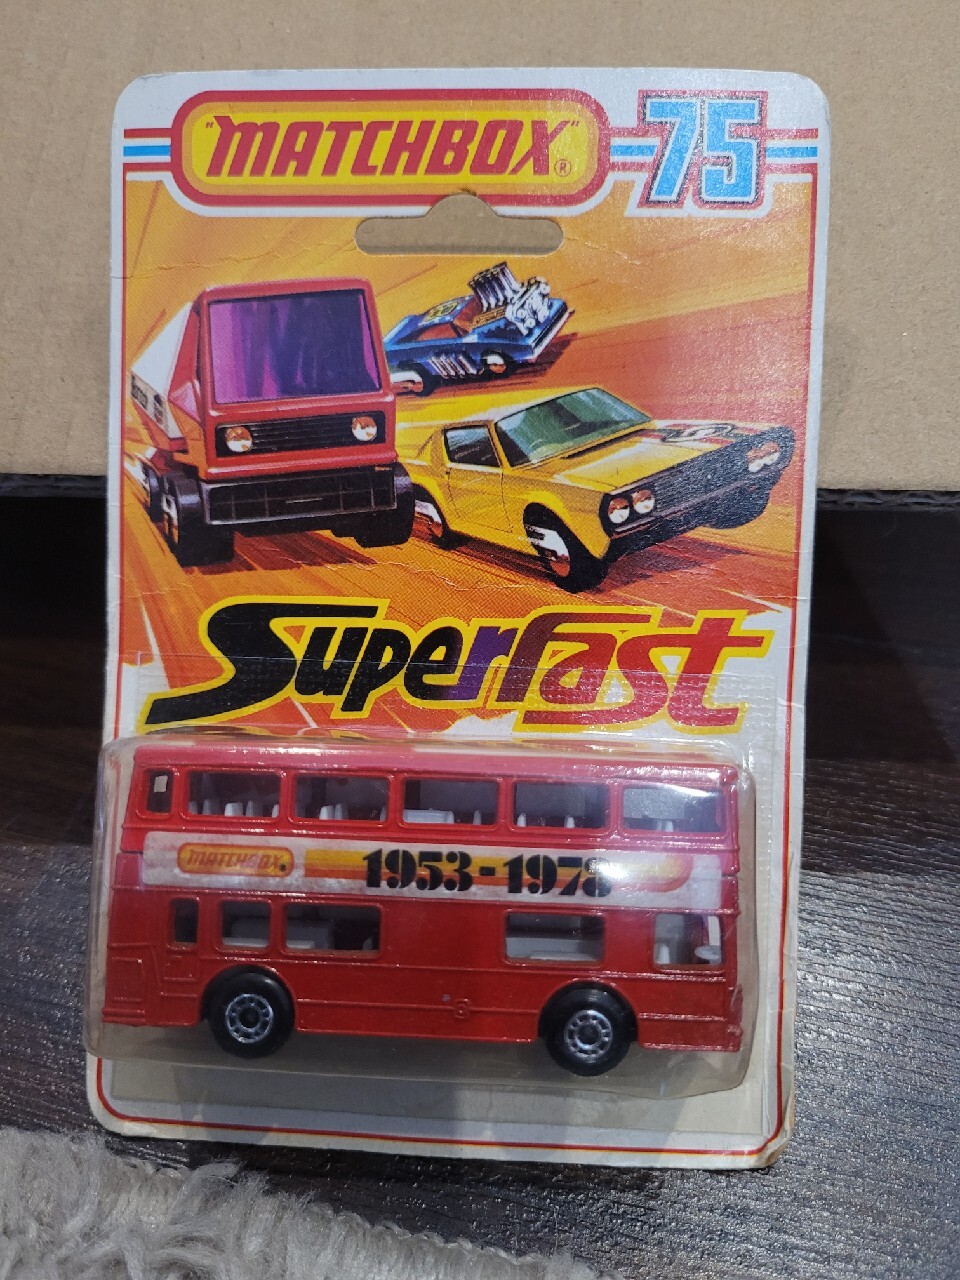 "MATCHBOX"®
75
Superfast
MATCHBOX
1953-1978